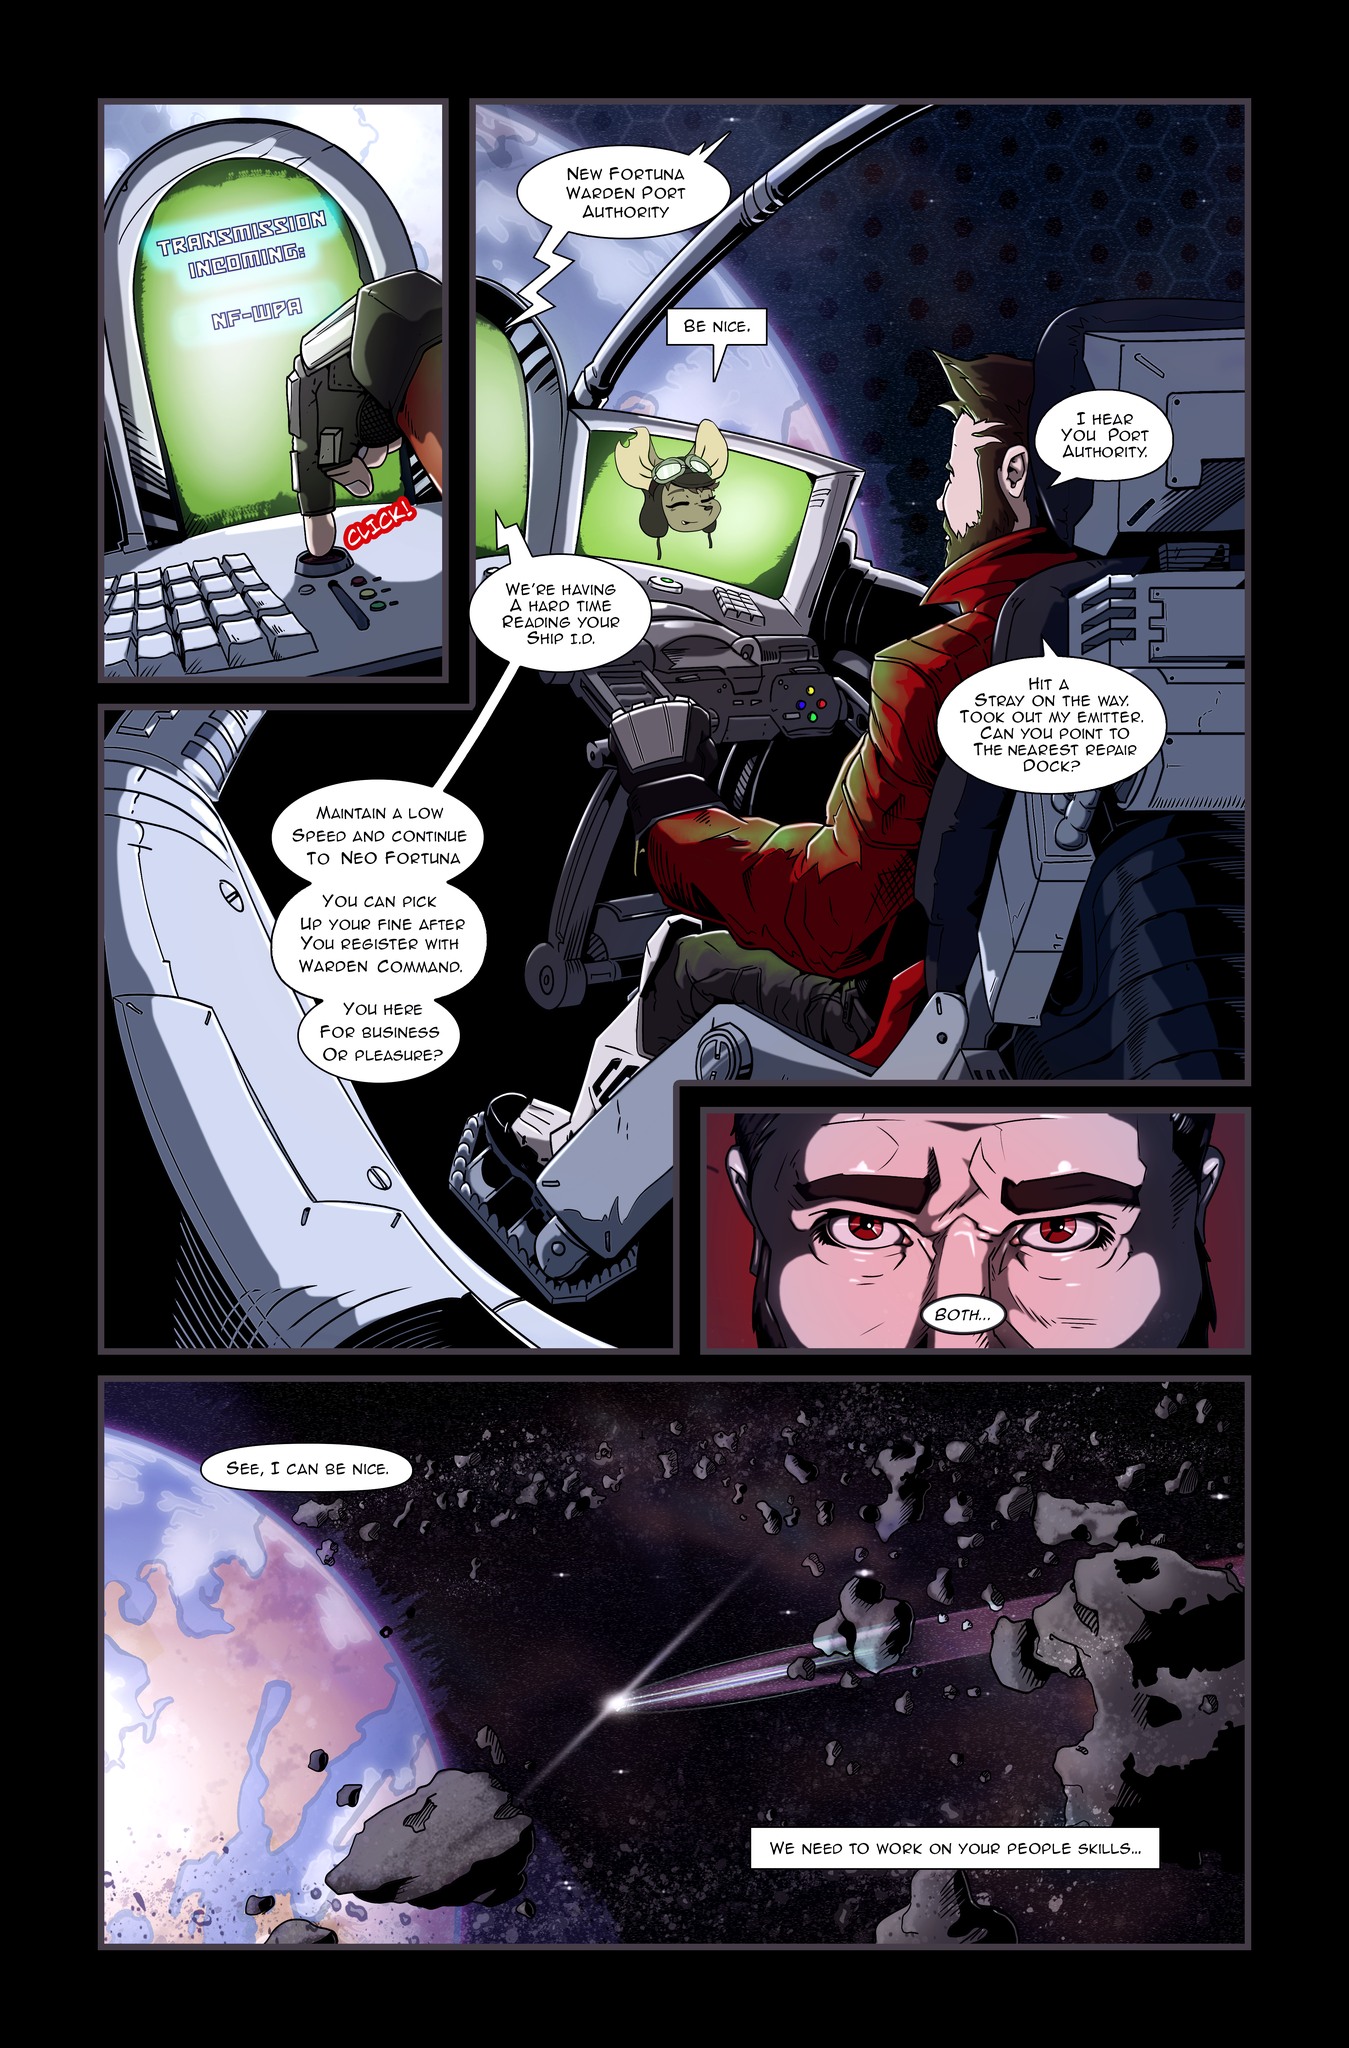 TRANSMISSION
INCOMING:
NF-WPA
CLICK!
NEW FORTUNA
WARDEN PORT
AUTHORITY
BE NICE.
I HEAR
YOU PORT
AUTHORITY.
WE'RE HAVING
A HARD TIME
READING YOUR
SHIP I.D.
HIT A
STRAY ON THE WAY.
TOOK OUT MY EMITTER.
CAN YOU POINT TO
THE NEAREST REPAIR
DOCK?
MAINTAIN A LOW
SPEED AND CONTINUE
TO NEO FORTUNA
YOU CAN PICK
UP YOUR FINE AFTER
YOU REGISTER WITH
WARDEN COMMAND.
YOU HERE
FOR BUSINESS
OR PLEASURE?
BOTH...
SEE, I CAN BE NICE.
WE NEED TO WORK ON YOUR PEOPLE SKILLS...